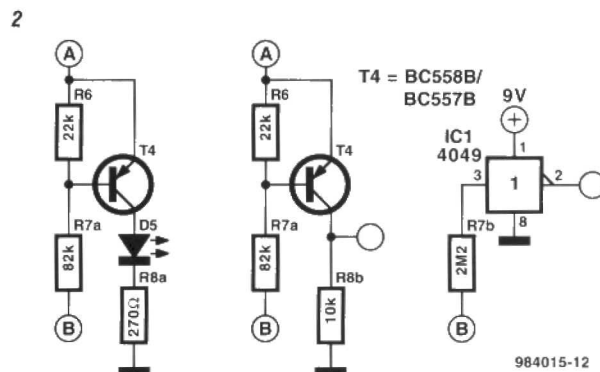 2
A
R6
22k
T4
R7a
82k
D5
R8a
270Ω
B
A
R6
22k
T4
R7a
82k
R8b
10k
B
T4 = BC558B/
BC557B
9V
+
IC1
4049
1
3
1
2
8
R7b
2M2
B
984015-12